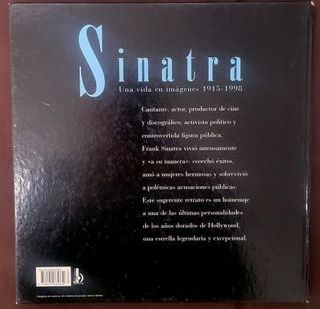 Sinatra
Una vida en imágenes 1915-1998
Cantante, actor, productor de cine
y discográfico, activista político y
controvertida figura pública.
Frank Sinatra vivió intensamente
y «a su manera»: cosechó éxitos,
amó a mujeres hermosas y sobrevivió
a polémicas acusaciones públicas.
Este sugerente retrato es un homenaje
a una de las últimas personalidades
de los años dorados de Hollywood,
una estrella legendaria y excepcional.